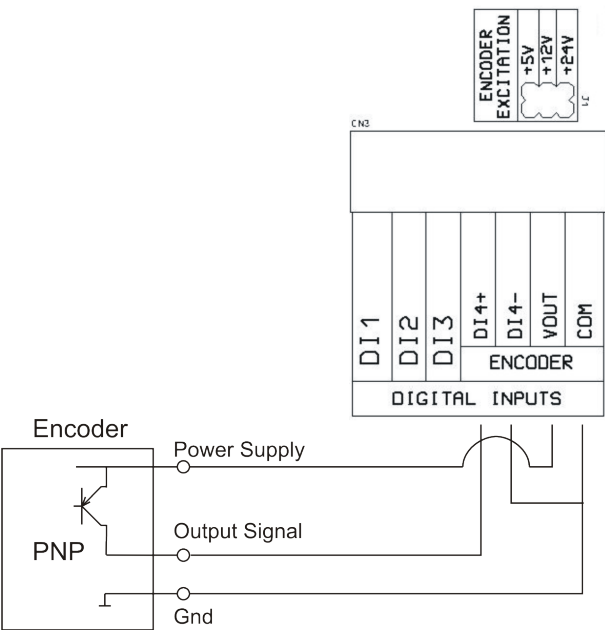 ENCODER
EXCITATION
+5V
+12V
+24V
J1
CN3
DI1
DI2
DI3
DI4+
DI4-
VOUT
COM
ENCODER
DIGITAL INPUTS
Encoder
Power Supply
Output Signal
PNP
Gnd